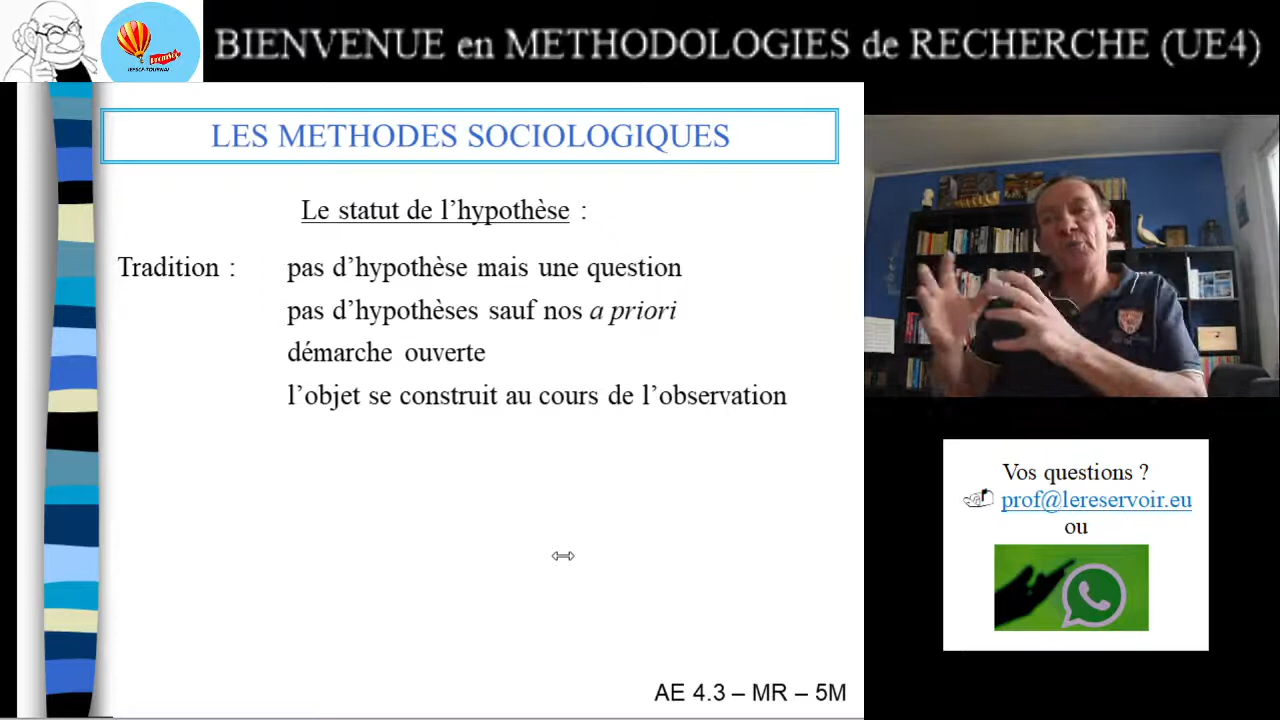 BIENVENUE en METHODOLOGIES de RECHERCHE (UE4)
LES METHODES SOCIOLOGIQUES
Le statut de l’hypothèse :
Tradition : pas d’hypothèse mais une question
pas d’hypothèses sauf nos a priori
démarche ouverte
l’objet se construit au cours de l’observation
AE 4.3 – MR – 5M
Vos questions ?
prof@lereservoir.eu
ou